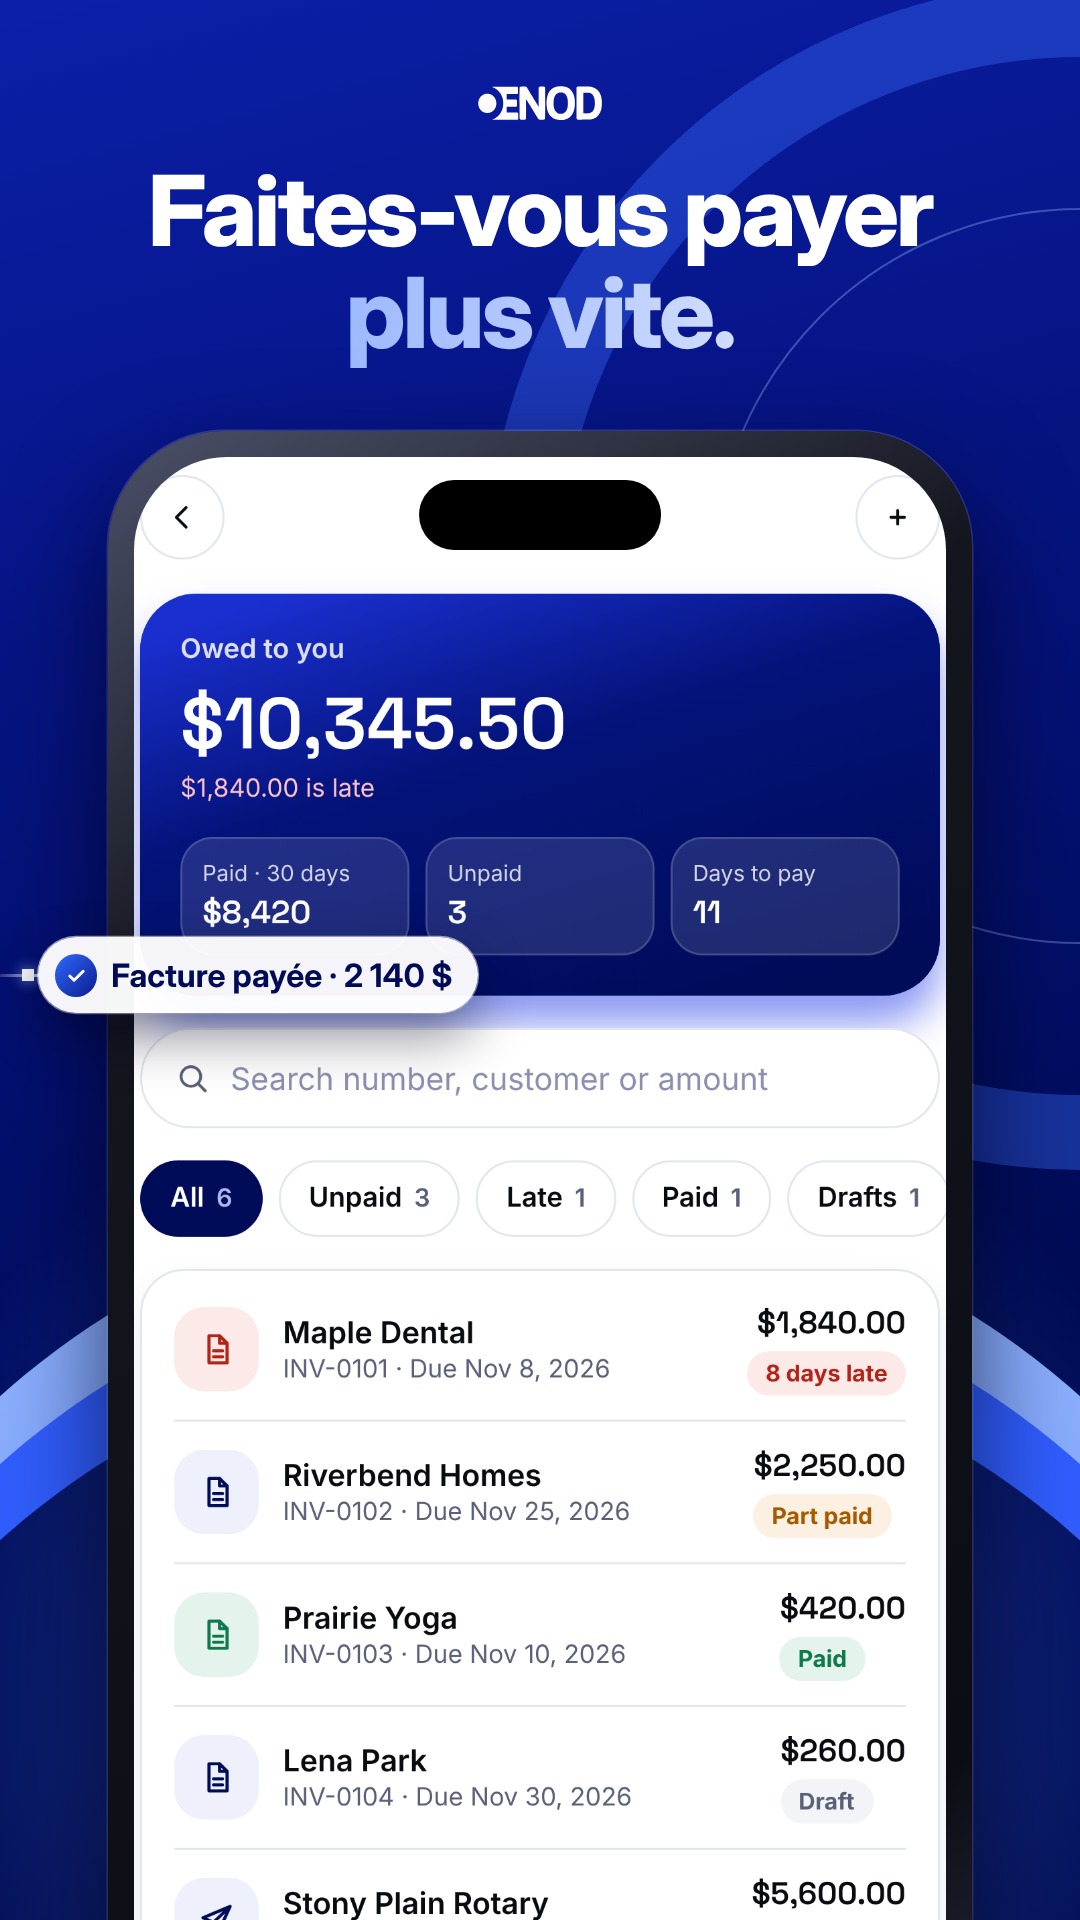 ENOD
Faites-vous payer
plus vite.
Owed to you
$10,345.50
$1,840.00 is late
Paid · 30 days
$8,420
Unpaid
3
Days to pay
11
Facture payée · 2 140 $
Search number, customer or amount
All 6
Unpaid 3
Late 1
Paid 1
Drafts 1
Maple Dental
$1,840.00
INV-0101 · Due Nov 8, 2026
8 days late
Riverbend Homes
$2,250.00
INV-0102 · Due Nov 25, 2026
Part paid
Prairie Yoga
$420.00
INV-0103 · Due Nov 10, 2026
Paid
Lena Park
$260.00
INV-0104 · Due Nov 30, 2026
Draft
Stony Plain Rotary
$5,600.00